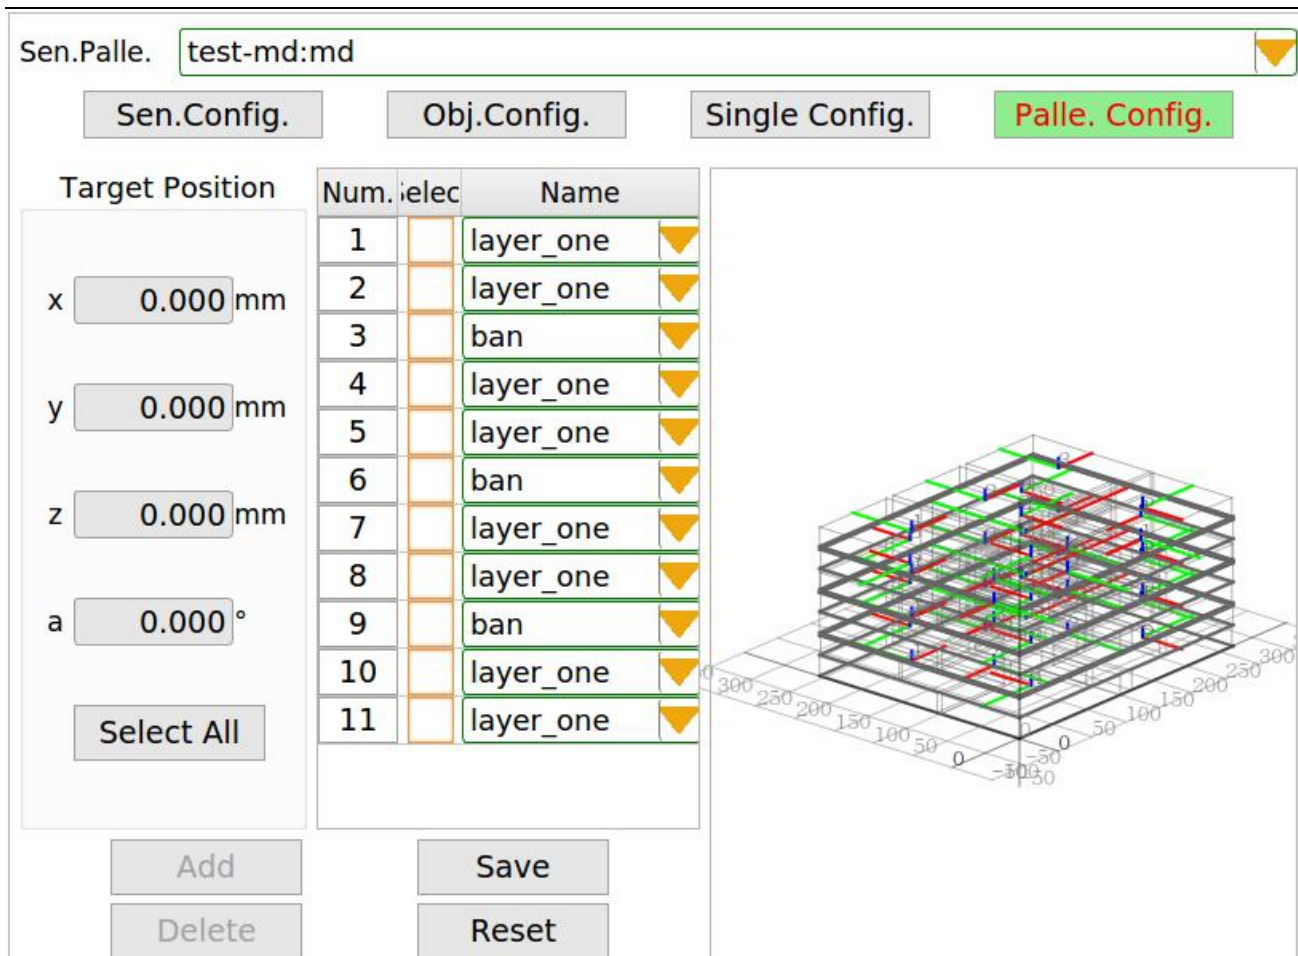 Sen.Palle. test-md:md
Sen.Config. Obj.Config. Single Config. Palle. Config.
Target Position
x 0.000 mm
y 0.000 mm
z 0.000 mm
a 0.000 °
Select All
Num. Selec Name
1 layer_one
2 layer_one
3 ban
4 layer_one
5 layer_one
6 ban
7 layer_one
8 layer_one
9 ban
10 layer_one
11 layer_one
300 250 200 150 100 50 0
0 50 100 150 200 250 300
-50
Add Save
Delete Reset